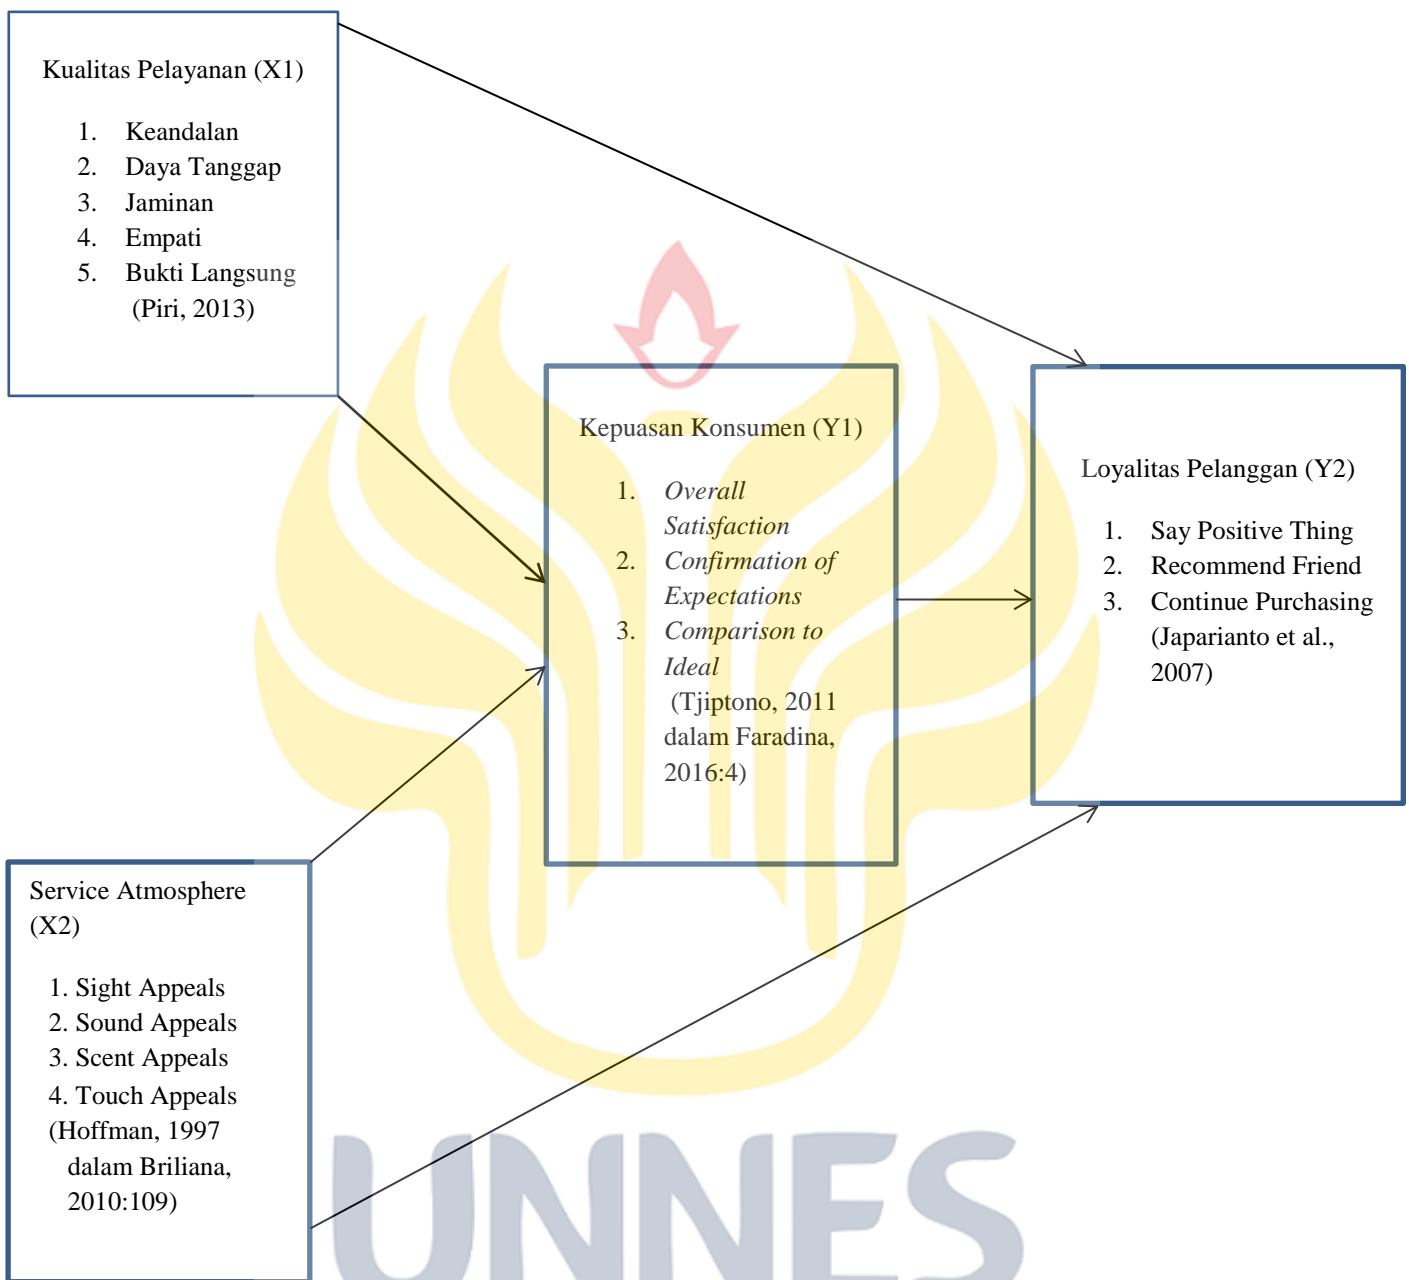 Kualitas Pelayanan (X1)
1. Keandalan
2. Daya Tanggap
3. Jaminan
4. Empati
5. Bukti Langsung
(Piri, 2013)
Kepuasan Konsumen (Y1)
1. Overall
Satisfaction
2. Confirmation of
Expectations
3. Comparison to
Ideal
(Tjiptono, 2011
dalam Faradina,
2016:4)
Loyalitas Pelanggan (Y2)
1. Say Positive Thing
2. Recommend Friend
3. Continue Purchasing
(Japarianto et al.,
2007)
Service Atmosphere
(X2)
1. Sight Appeals
2. Sound Appeals
3. Scent Appeals
4. Touch Appeals
(Hoffman, 1997
dalam Briliana,
2010:109)
UNNES